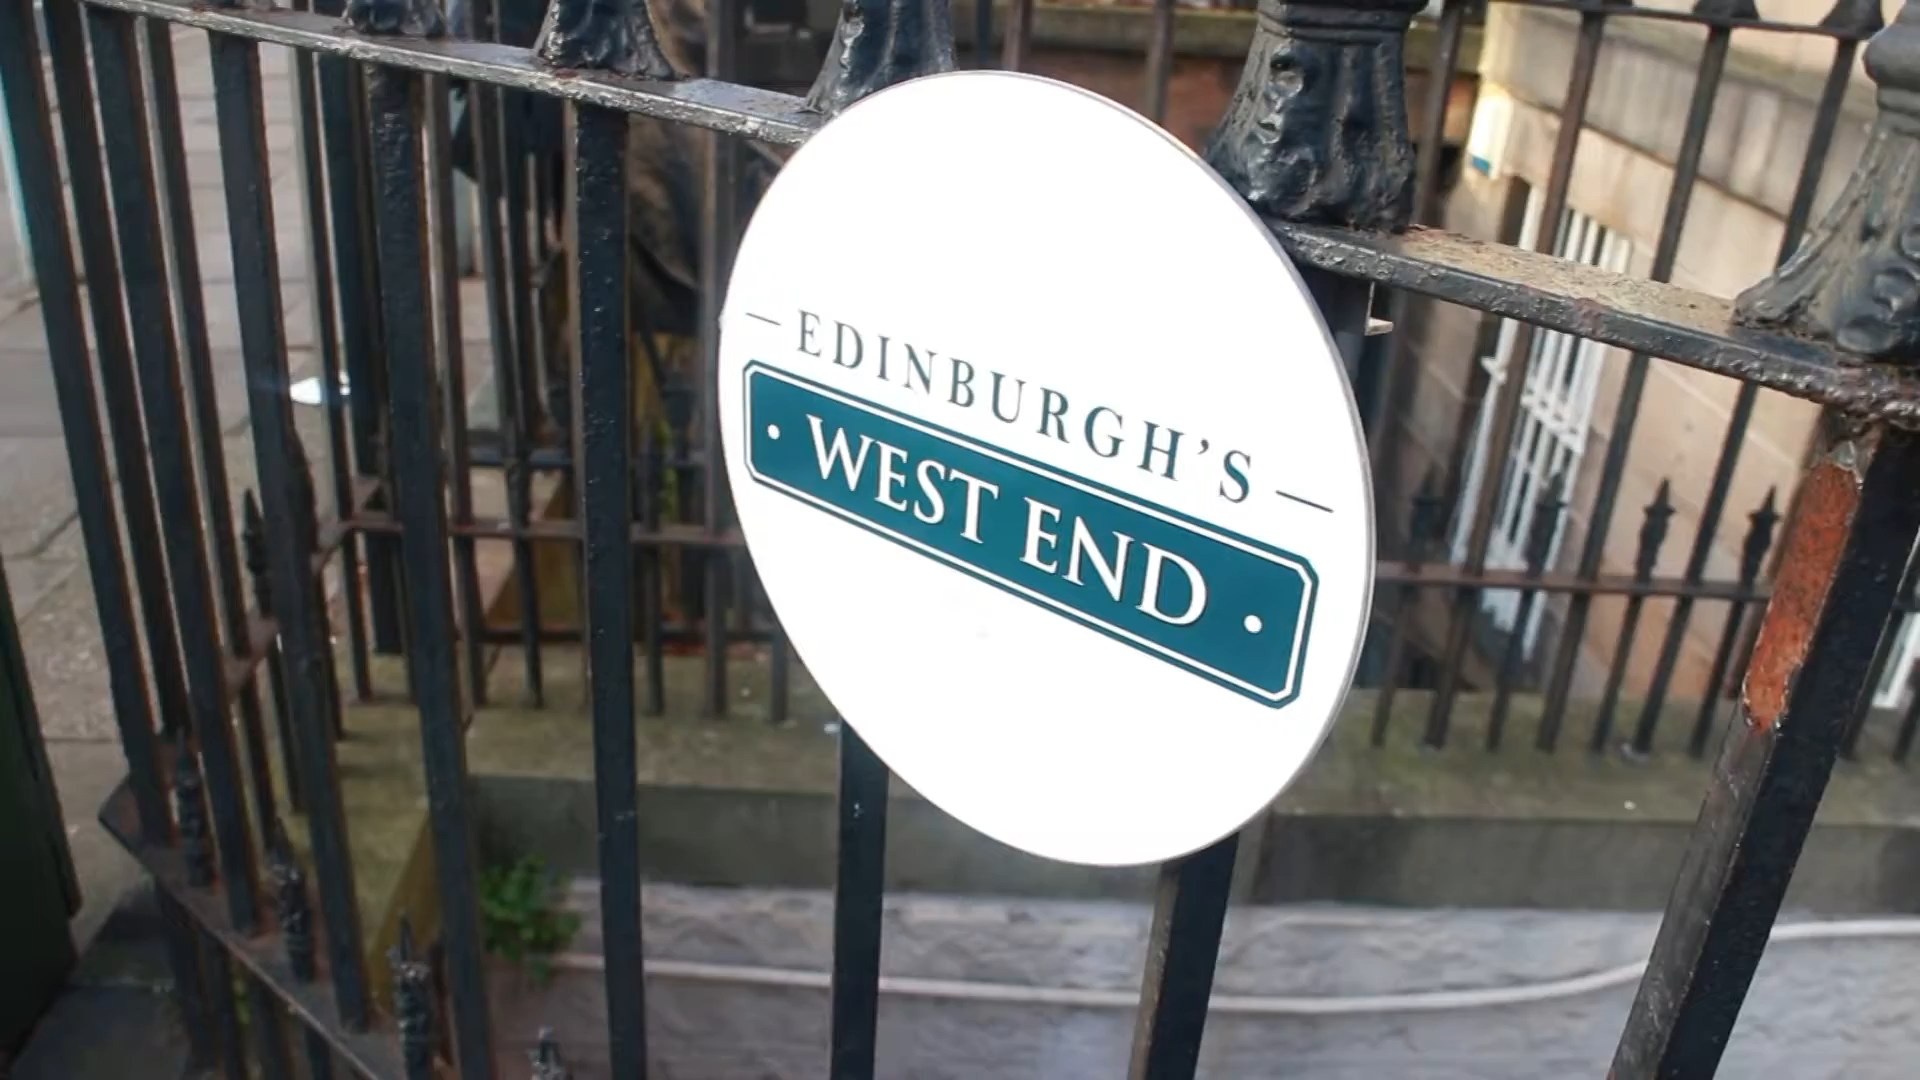 — EDINBURGH'S —
• WEST END •